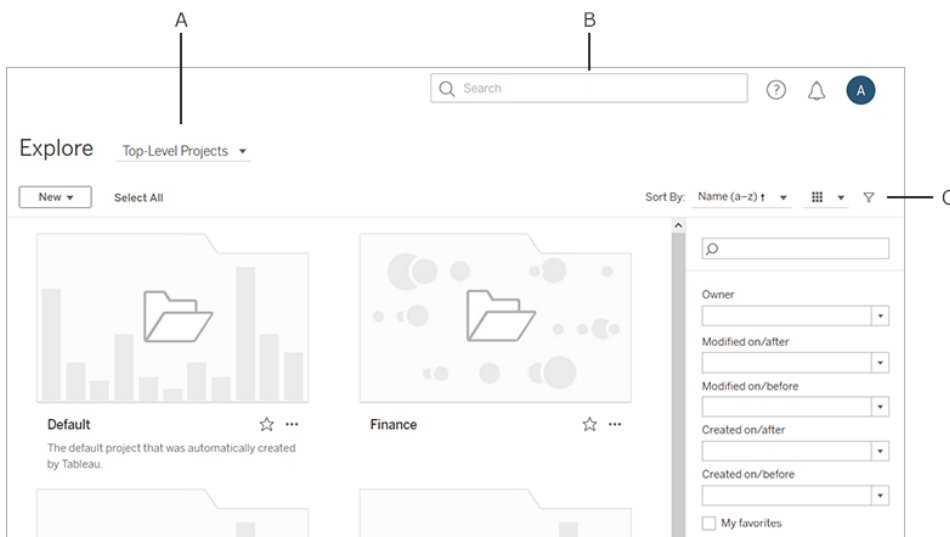 A
B
Search
?
A
Explore
Top-Level Projects
New
Select All
Sort By:
Name (a–z) ↑
C
Owner
Modified on/after
Modified on/before
Created on/after
Created on/before
My favorites
Default
The default project that was automatically created
by Tableau.
Finance